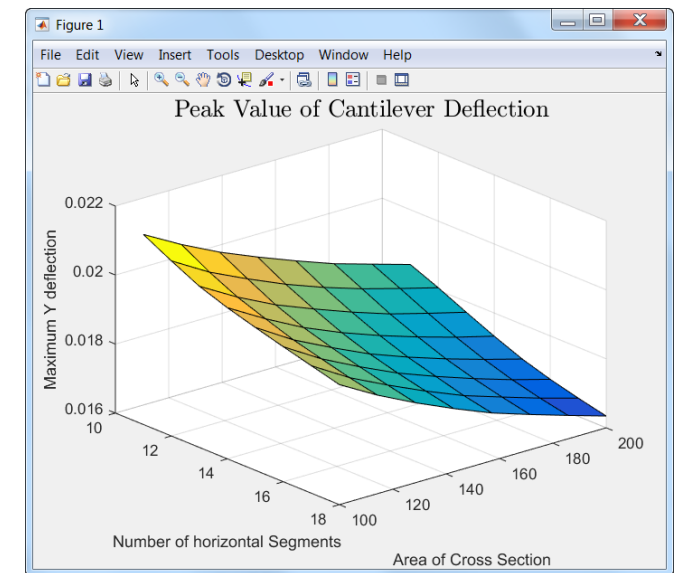 Figure 1
File Edit View Insert Tools Desktop Window Help
Peak Value of Cantilever Deflection
0.022
0.02
0.018
0.016
Maximum Y deflection
10
12
14
16
18
Number of horizontal Segments
100
120
140
160
180
200
Area of Cross Section